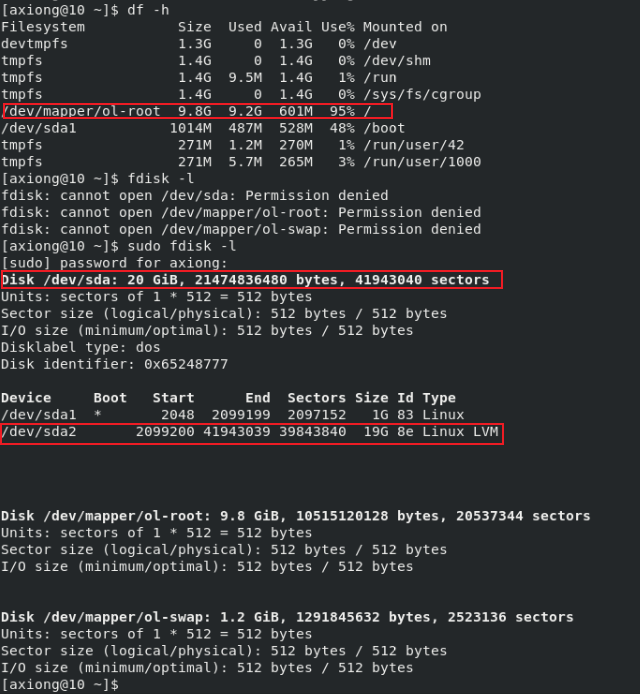 [axiong@10 ~]$ df -h
Filesystem           Size  Used Avail Use% Mounted on
devtmpfs             1.3G     0  1.3G   0% /dev
tmpfs                1.4G     0  1.4G   0% /dev/shm
tmpfs                1.4G  9.5M  1.4G   1% /run
tmpfs                1.4G     0  1.4G   0% /sys/fs/cgroup
/dev/mapper/ol-root  9.8G  9.2G  601M  95% /
/dev/sda1           1014M  487M  528M  48% /boot
tmpfs                271M  1.2M  270M   1% /run/user/42
tmpfs                271M  5.7M  265M   3% /run/user/1000
[axiong@10 ~]$ fdisk -l
fdisk: cannot open /dev/sda: Permission denied
fdisk: cannot open /dev/mapper/ol-root: Permission denied
fdisk: cannot open /dev/mapper/ol-swap: Permission denied
[axiong@10 ~]$ sudo fdisk -l
[sudo] password for axiong:
Disk /dev/sda: 20 GiB, 21474836480 bytes, 41943040 sectors
Units: sectors of 1 * 512 = 512 bytes
Sector size (logical/physical): 512 bytes / 512 bytes
I/O size (minimum/optimal): 512 bytes / 512 bytes
Disklabel type: dos
Disk identifier: 0x65248777
Device     Boot   Start      End  Sectors Size Id Type
/dev/sda1  *       2048  2099199  2097152   1G 83 Linux
/dev/sda2       2099200 41943039 39843840  19G 8e Linux LVM
Disk /dev/mapper/ol-root: 9.8 GiB, 10515120128 bytes, 20537344 sectors
Units: sectors of 1 * 512 = 512 bytes
Sector size (logical/physical): 512 bytes / 512 bytes
I/O size (minimum/optimal): 512 bytes / 512 bytes
Disk /dev/mapper/ol-swap: 1.2 GiB, 1291845632 bytes, 2523136 sectors
Units: sectors of 1 * 512 = 512 bytes
Sector size (logical/physical): 512 bytes / 512 bytes
I/O size (minimum/optimal): 512 bytes / 512 bytes
[axiong@10 ~]$